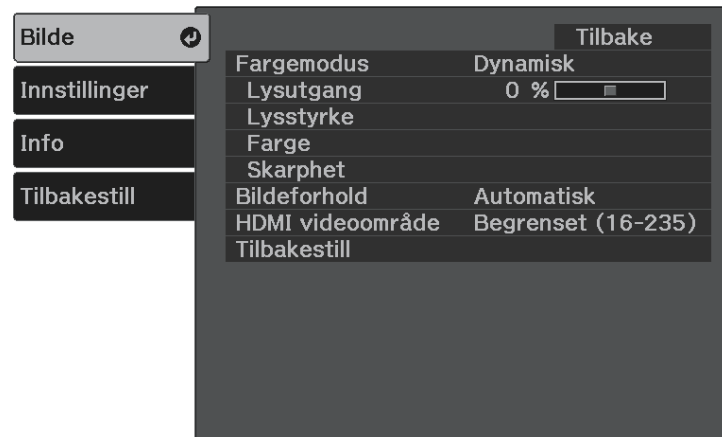 Bilde
Innstillinger
Info
Tilbakestill
Tilbake
Fargemodus Dynamisk
Lysutgang 0 %
Lysstyrke
Farge
Skarphet
Bildeforhold Automatisk
HDMI videoområde Begrenset (16-235)
Tilbakestill